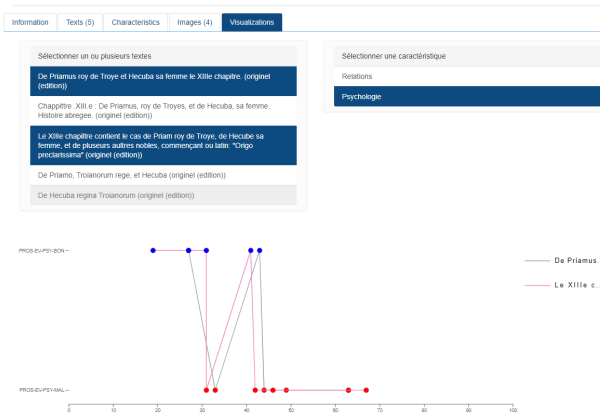 Information Texts (5) Characteristics Images (4) Visualizations
Sélectionner un ou plusieurs textes
De Priamus roy de Troye et Hecuba sa femme le XIIIe chapitre. (originel
(edition))
Chappittre .XIII.e : De Priamus, roy de Troyes, et de Hecuba, sa femme.
Histoire abregee. (originel (edition))
Le XIIIe chapitre contient le cas de Priam roy de Troye, de Hecube sa
femme, et de plusieurs aultres nobles, commençant ou latin: "Origo
preclarissima" (originel (edition))
De Priamo, Troianorum rege, et Hecuba (originel (edition))
De Hecuba regina Troianorum (originel (edition))
Sélectionner une caractéristique
Relations
Psychologie
PROS-EV-PSY-BON
De Priamus.
Le XIIIe c..
PROS-EV-PSY-MAL
0 10 20 30 40 50 60 70 80 90 100